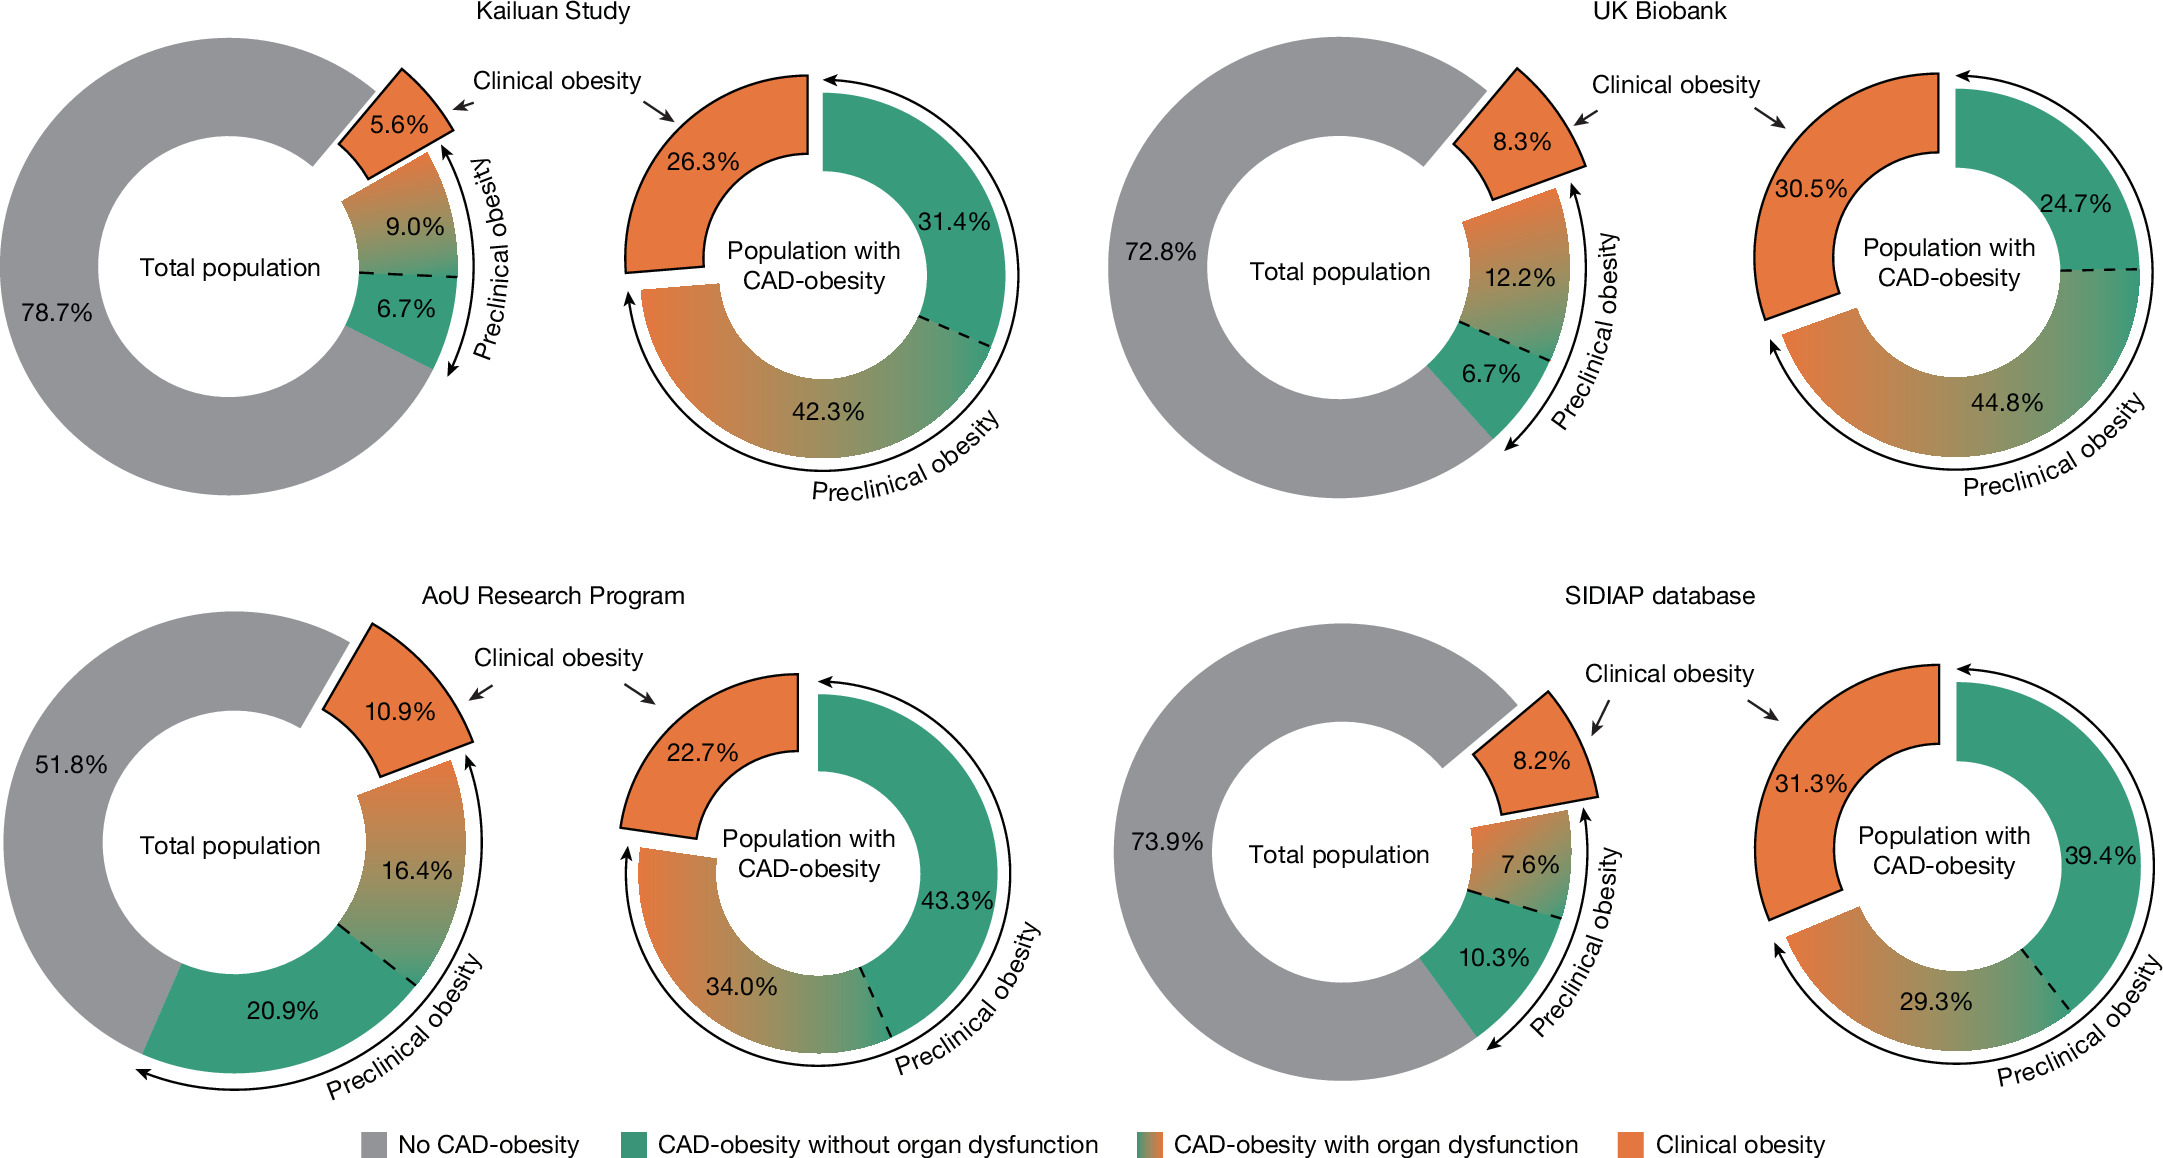 Kailuan Study
Clinical obesity
5.6%
9.0%
6.7%
78.7%
Total population
Preclinical obesity
26.3%
31.4%
42.3%
Population with
CAD-obesity
Preclinical obesity
UK Biobank
Clinical obesity
8.3%
12.2%
6.7%
72.8%
Total population
Preclinical obesity
30.5%
24.7%
44.8%
Population with
CAD-obesity
Preclinical obesity
AoU Research Program
Clinical obesity
10.9%
16.4%
20.9%
51.8%
Total population
Preclinical obesity
22.7%
43.3%
34.0%
Population with
CAD-obesity
Preclinical obesity
SIDIAP database
Clinical obesity
8.2%
7.6%
10.3%
73.9%
Total population
Preclinical obesity
31.3%
39.4%
29.3%
Population with
CAD-obesity
Preclinical obesity
No CAD-obesity
CAD-obesity without organ dysfunction
CAD-obesity with organ dysfunction
Clinical obesity